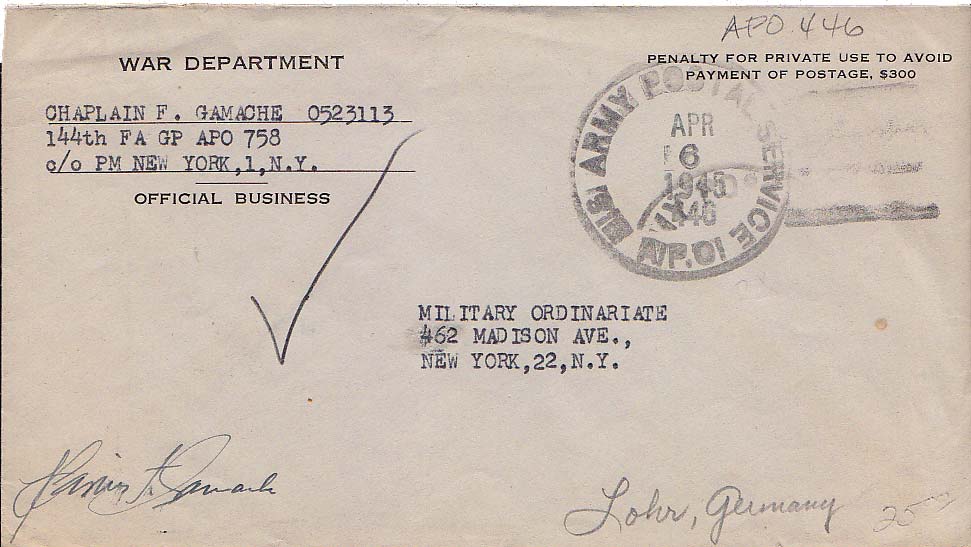 APO 446
WAR DEPARTMENT
PENALTY FOR PRIVATE USE TO AVOID
PAYMENT OF POSTAGE, $300
CHAPLAIN F. GAMACHE 0523113
144th FA GP APO 758
c/o PM NEW YORK,1,N.Y.
OFFICIAL BUSINESS
U.S. ARMY POSTAL SERVICE
APR
6
1945
446
A.P.O.
MILITARY ORDINARIATE
462 MADISON AVE.,
NEW YORK,22,N.Y.
F. Gamache
Lohr, Germany
25